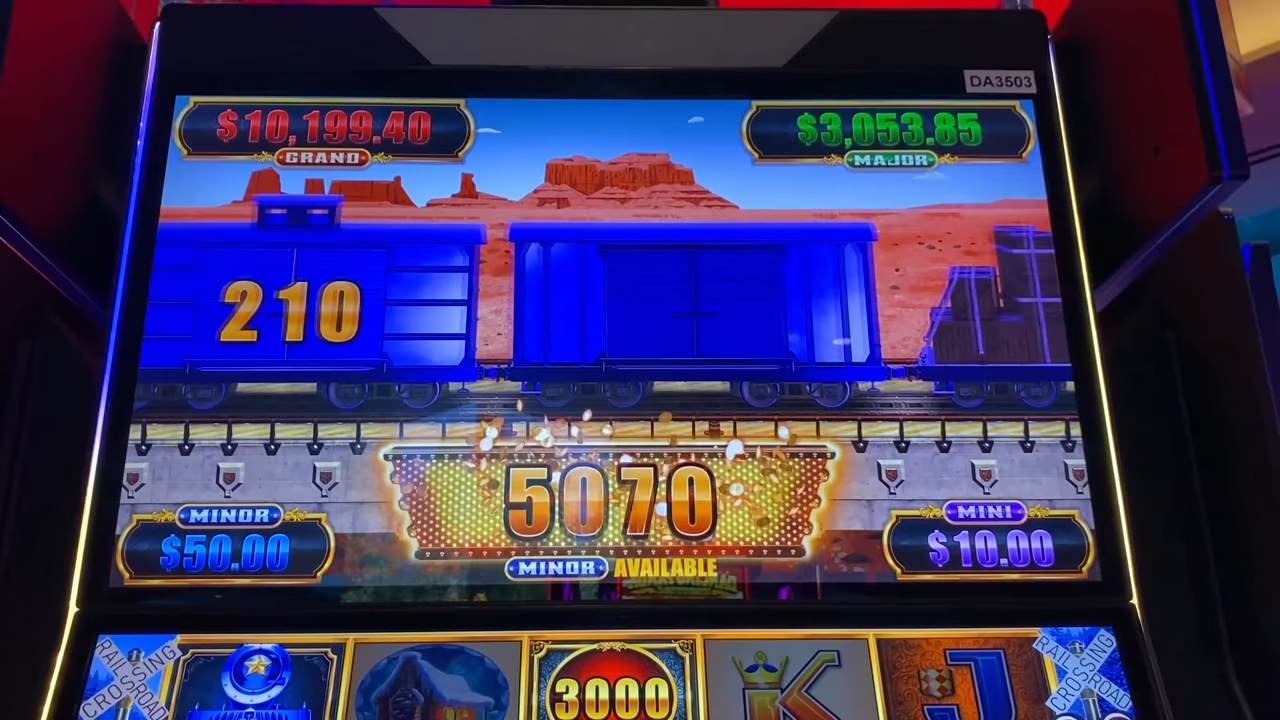 DA3503
$10,199.40
GRAND
$3,053.85
MAJOR
210
5070
MINOR
$50.00
MINI
$10.00
MINOR AVAILABLE
RAILROAD
CROSSING
3000
K
J
RAILROAD
CROSSING